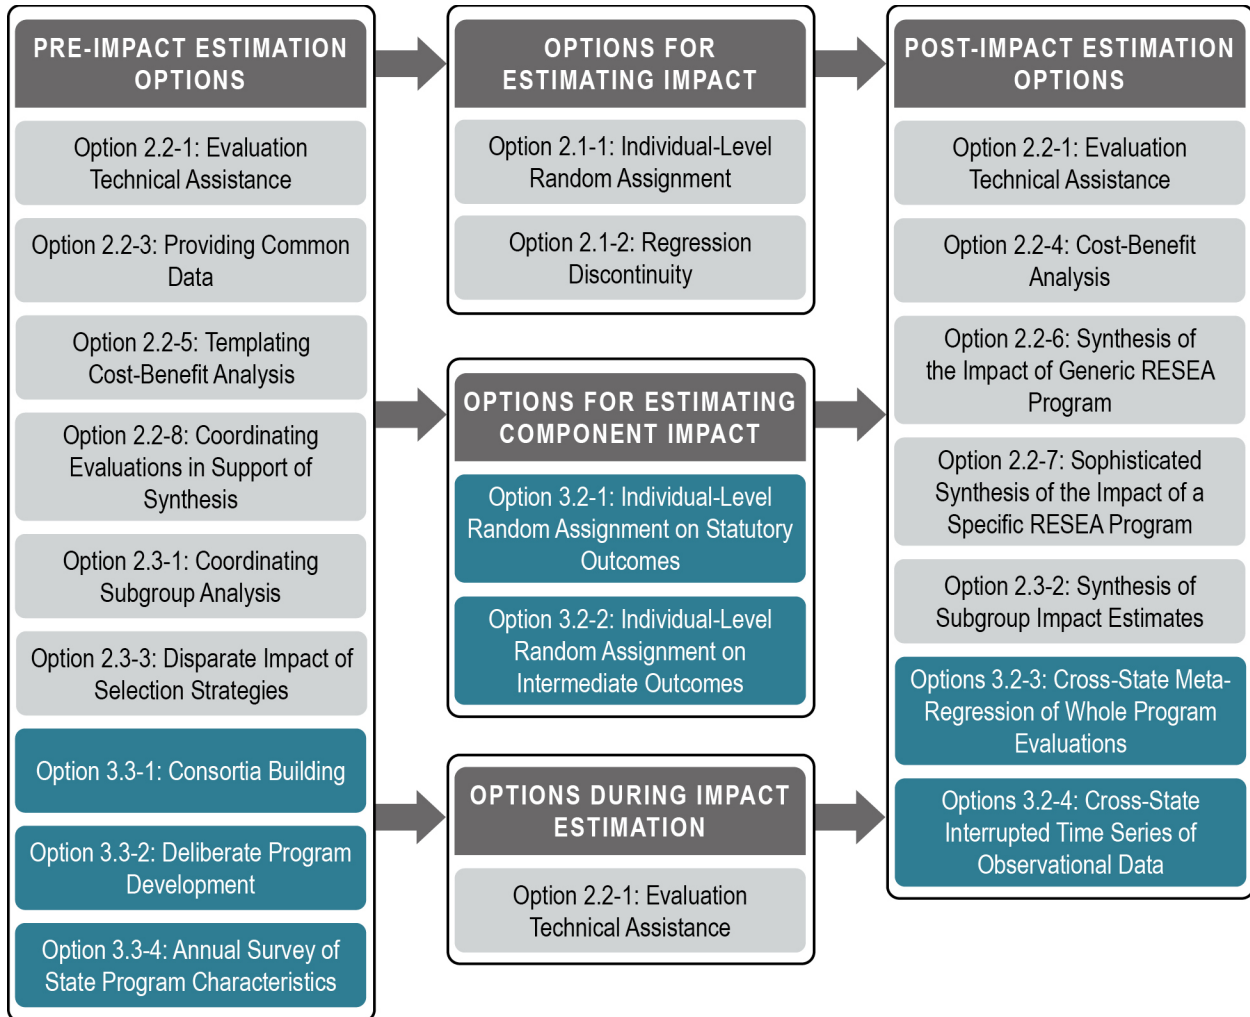 PRE-IMPACT ESTIMATION
OPTIONS
Option 2.2-1: Evaluation
Technical Assistance
Option 2.2-3: Providing Common
Data
Option 2.2-5: Templating
Cost-Benefit Analysis
Option 2.2-8: Coordinating
Evaluations in Support of
Synthesis
Option 2.3-1: Coordinating
Subgroup Analysis
Option 2.3-3: Disparate Impact of
Selection Strategies
Option 3.3-1: Consortia Building
Option 3.3-2: Deliberate Program
Development
Option 3.3-4: Annual Survey of
State Program Characteristics
OPTIONS FOR
ESTIMATING IMPACT
Option 2.1-1: Individual-Level
Random Assignment
Option 2.1-2: Regression
Discontinuity
OPTIONS FOR ESTIMATING
COMPONENT IMPACT
Option 3.2-1: Individual-Level
Random Assignment on Statutory
Outcomes
Option 3.2-2: Individual-Level
Random Assignment on
Intermediate Outcomes
OPTIONS DURING IMPACT
ESTIMATION
Option 2.2-1: Evaluation
Technical Assistance
POST-IMPACT ESTIMATION
OPTIONS
Option 2.2-1: Evaluation
Technical Assistance
Option 2.2-4: Cost-Benefit
Analysis
Option 2.2-6: Synthesis of
the Impact of Generic RESEA
Program
Option 2.2-7: Sophisticated
Synthesis of the Impact of a
Specific RESEA Program
Option 2.3-2: Synthesis of
Subgroup Impact Estimates
Options 3.2-3: Cross-State Meta-
Regression of Whole Program
Evaluations
Options 3.2-4: Cross-State
Interrupted Time Series of
Observational Data